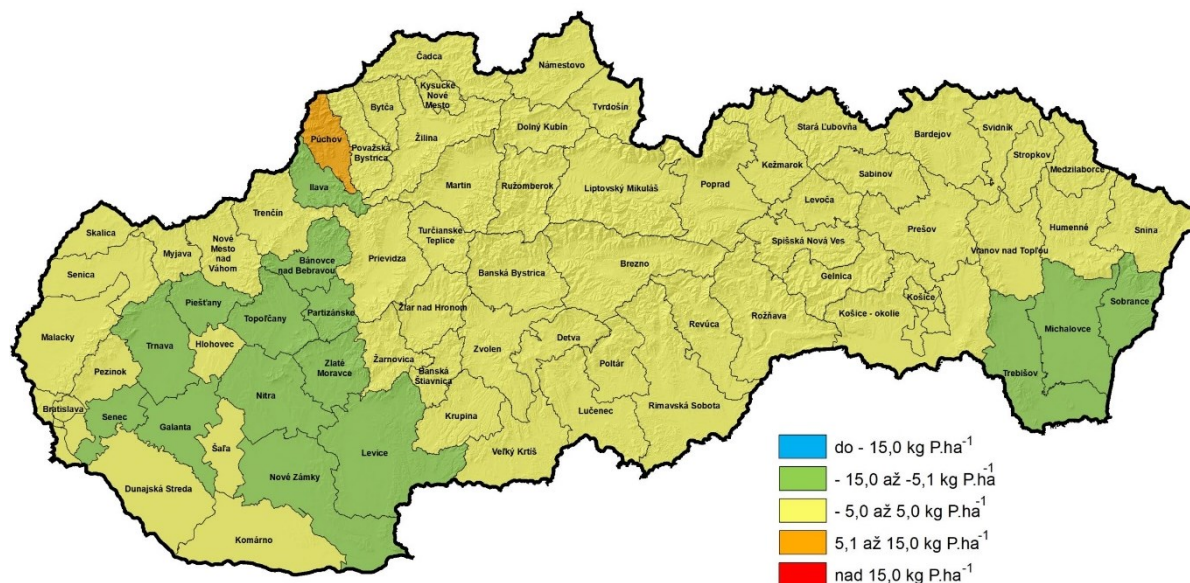 Čadca
Námestovo
Kysucké
Nové
Mesto
Bytča
Tvrdošín
Dolný Kubín
Stará Ľubovňa
Bardejov
Svidník
Púchov
Považská
Bystrica
Žilina
Stropkov
Medzilaborce
Kežmarok
Sabinov
Ilava
Martin
Ružomberok
Liptovský Mikuláš
Poprad
Levoča
Trenčín
Turčianske
Teplice
Prešov
Humenné
Snina
Skalica
Myjava
Nové
Mesto
nad
Váhom
Bánovce
nad Bebravou
Prievidza
Spišská Nová Ves
Vranov nad Topľou
Senica
Banská Bystrica
Brezno
Gelnica
Piešťany
Topoľčany
Partizánske
Žiar nad Hronom
Košice
Sobrance
Malacky
Hlohovec
Detva
Revúca
Rožňava
Košice - okolie
Michalovce
Trnava
Zlaté
Moravce
Žarnovica
Banská
Štiavnica
Zvolen
Poltár
Pezinok
Trebišov
Nitra
Bratislava
Senec
Galanta
Krupina
Lučenec
Rimavská Sobota
Šaľa
Levice
Veľký Krtíš
Nové Zámky
Dunajská Streda
Komárno
do - 15,0 kg P.ha⁻¹
- 15,0 až -5,1 kg P.ha⁻¹
- 5,0 až 5,0 kg P.ha⁻¹
5,1 až 15,0 kg P.ha⁻¹
nad 15,0 kg P.ha⁻¹